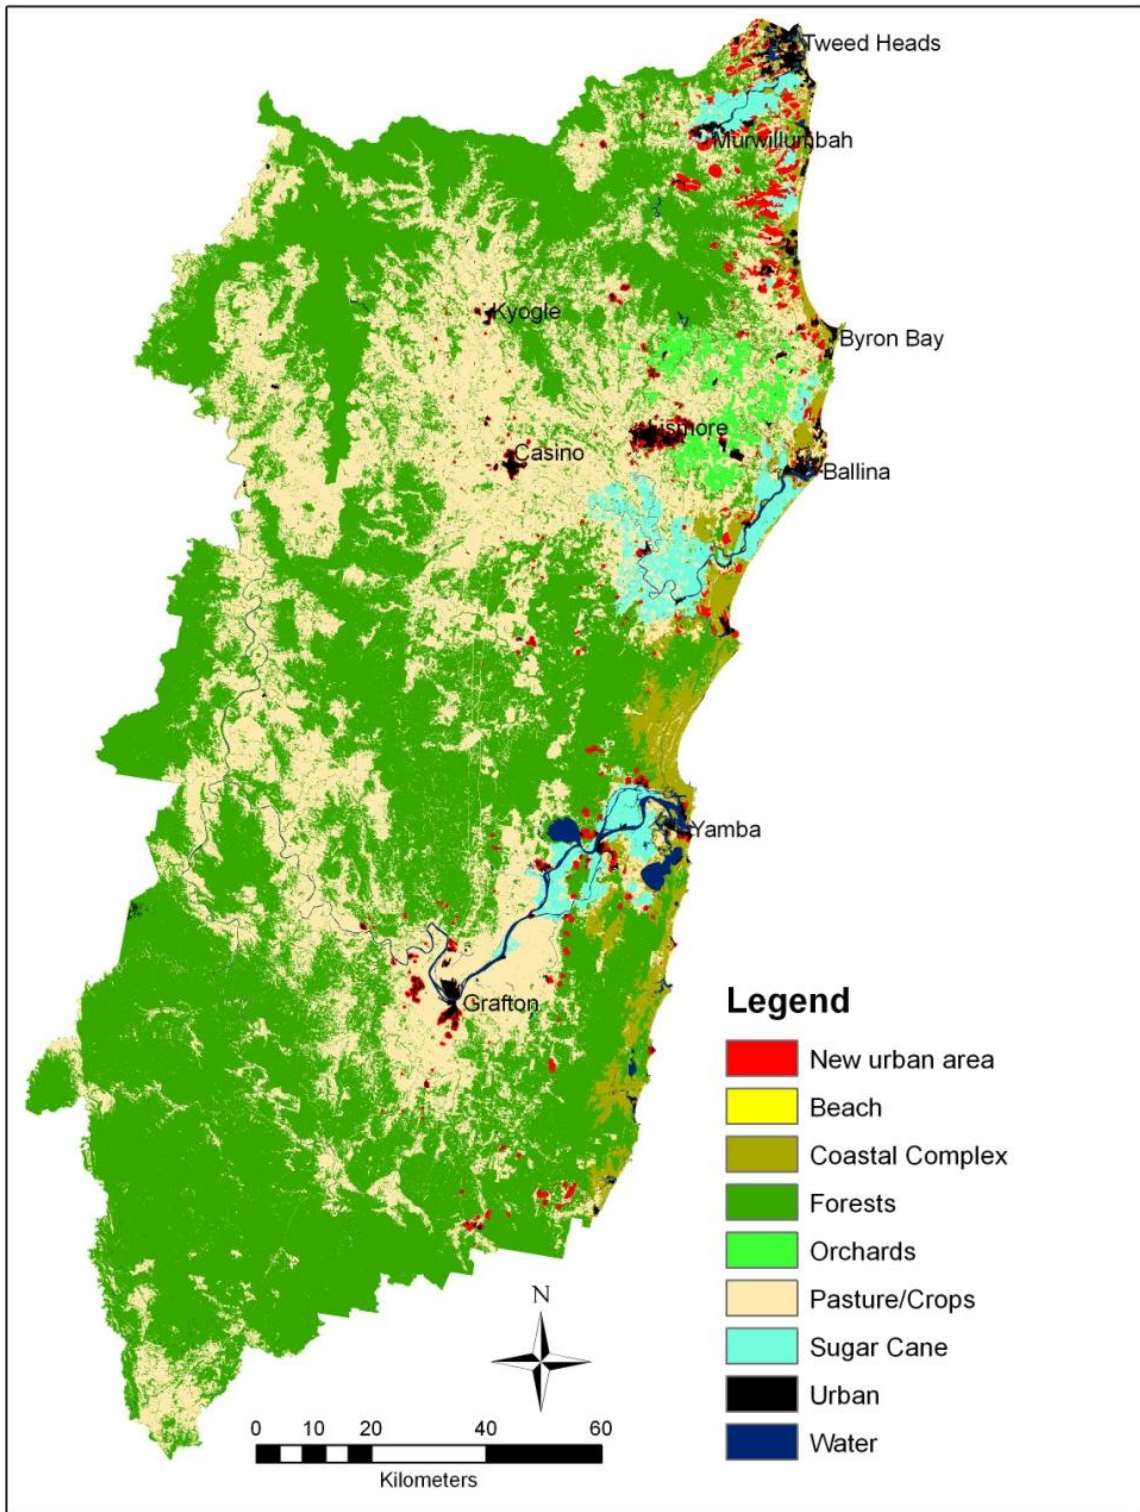 Tweed Heads
Murwillumbah
Kyogle
Byron Bay
Lismore
Casino
Ballina
Yamba
Grafton
Legend
New urban area
Beach
Coastal Complex
Forests
Orchards
Pasture/Crops
Sugar Cane
Urban
Water
N
0 10 20 40 60
Kilometers